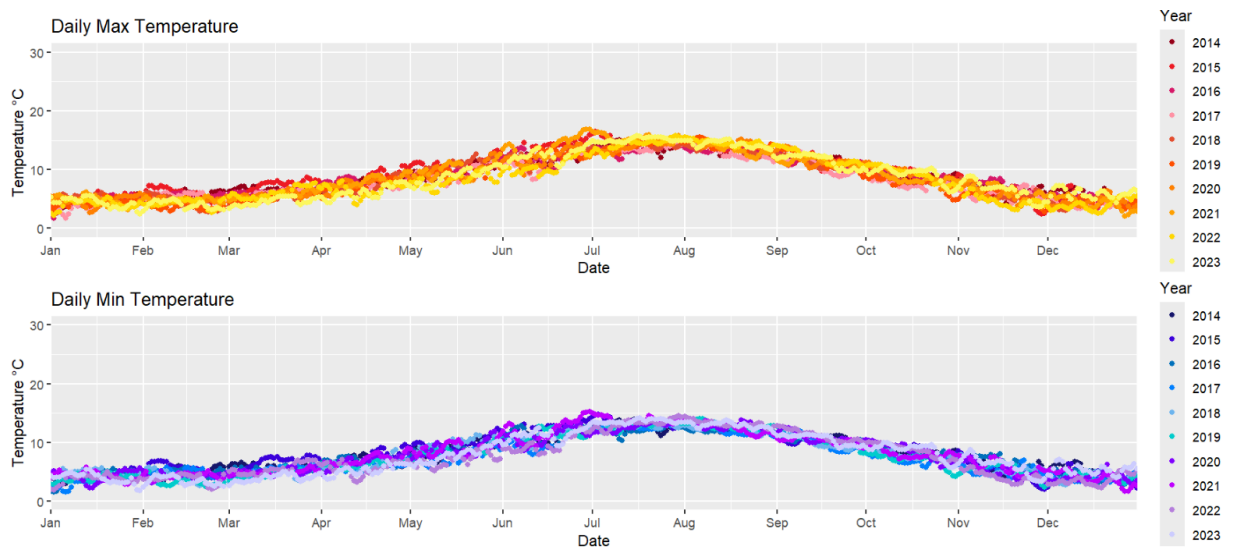 Daily Max Temperature
Temperature °C
30
20
10
0
Jan Feb Mar Apr May Jun Jul Aug Sep Oct Nov Dec
Date
Year
2014
2015
2016
2017
2018
2019
2020
2021
2022
2023
Daily Min Temperature
Temperature °C
30
20
10
0
Jan Feb Mar Apr May Jun Jul Aug Sep Oct Nov Dec
Date
Year
2014
2015
2016
2017
2018
2019
2020
2021
2022
2023